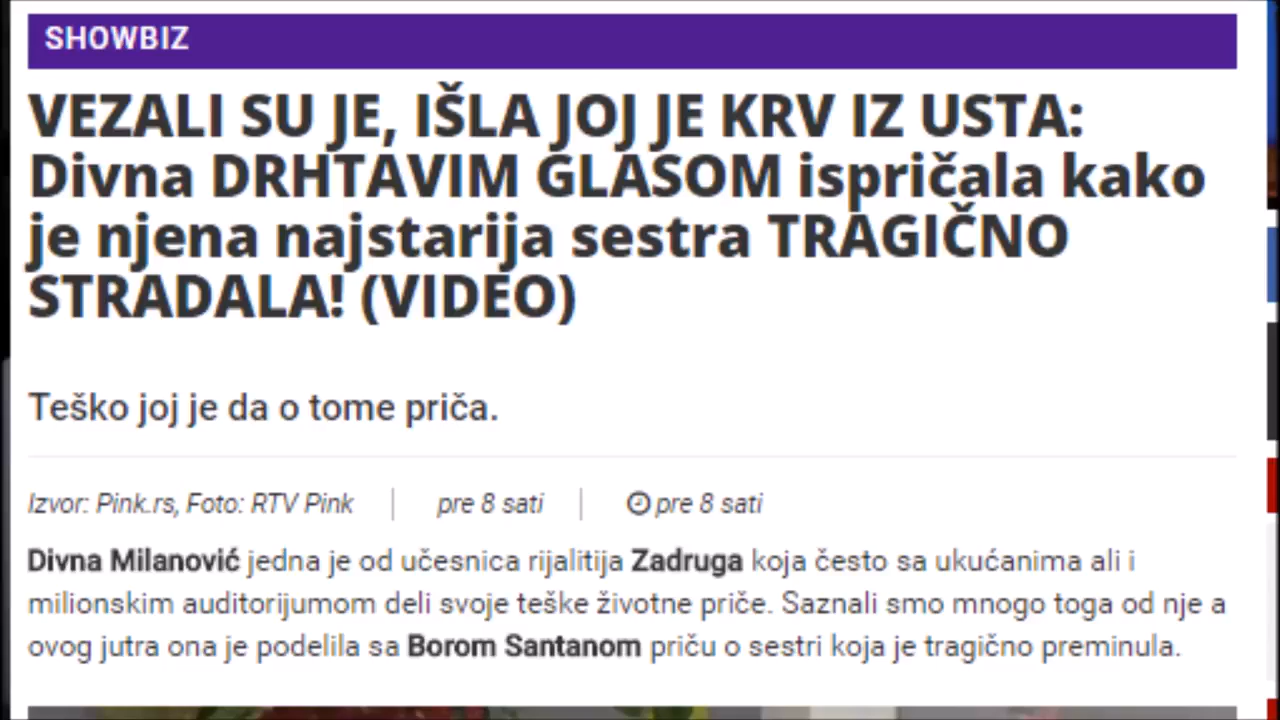 SHOWBIZ
VEZALI SU JE, IŠLA JOJ JE KRV IZ USTA:
Divna DRHTAVIM GLASOM ispričala kako
je njena najstarija sestra TRAGIČNO
STRADALA! (VIDEO)
Teško joj je da o tome priča.
Izvor: Pink.rs, Foto: RTV Pink | pre 8 sati | pre 8 sati
Divna Milanović jedna je od učesnica rijalitija Zadruga koja često sa ukućanima ali i
milionskim auditorijumom deli svoje teške životne priče. Saznali smo mnogo toga od nje a
ovog jutra ona je podelila sa Borom Santanom priču o sestri koja je tragično preminula.